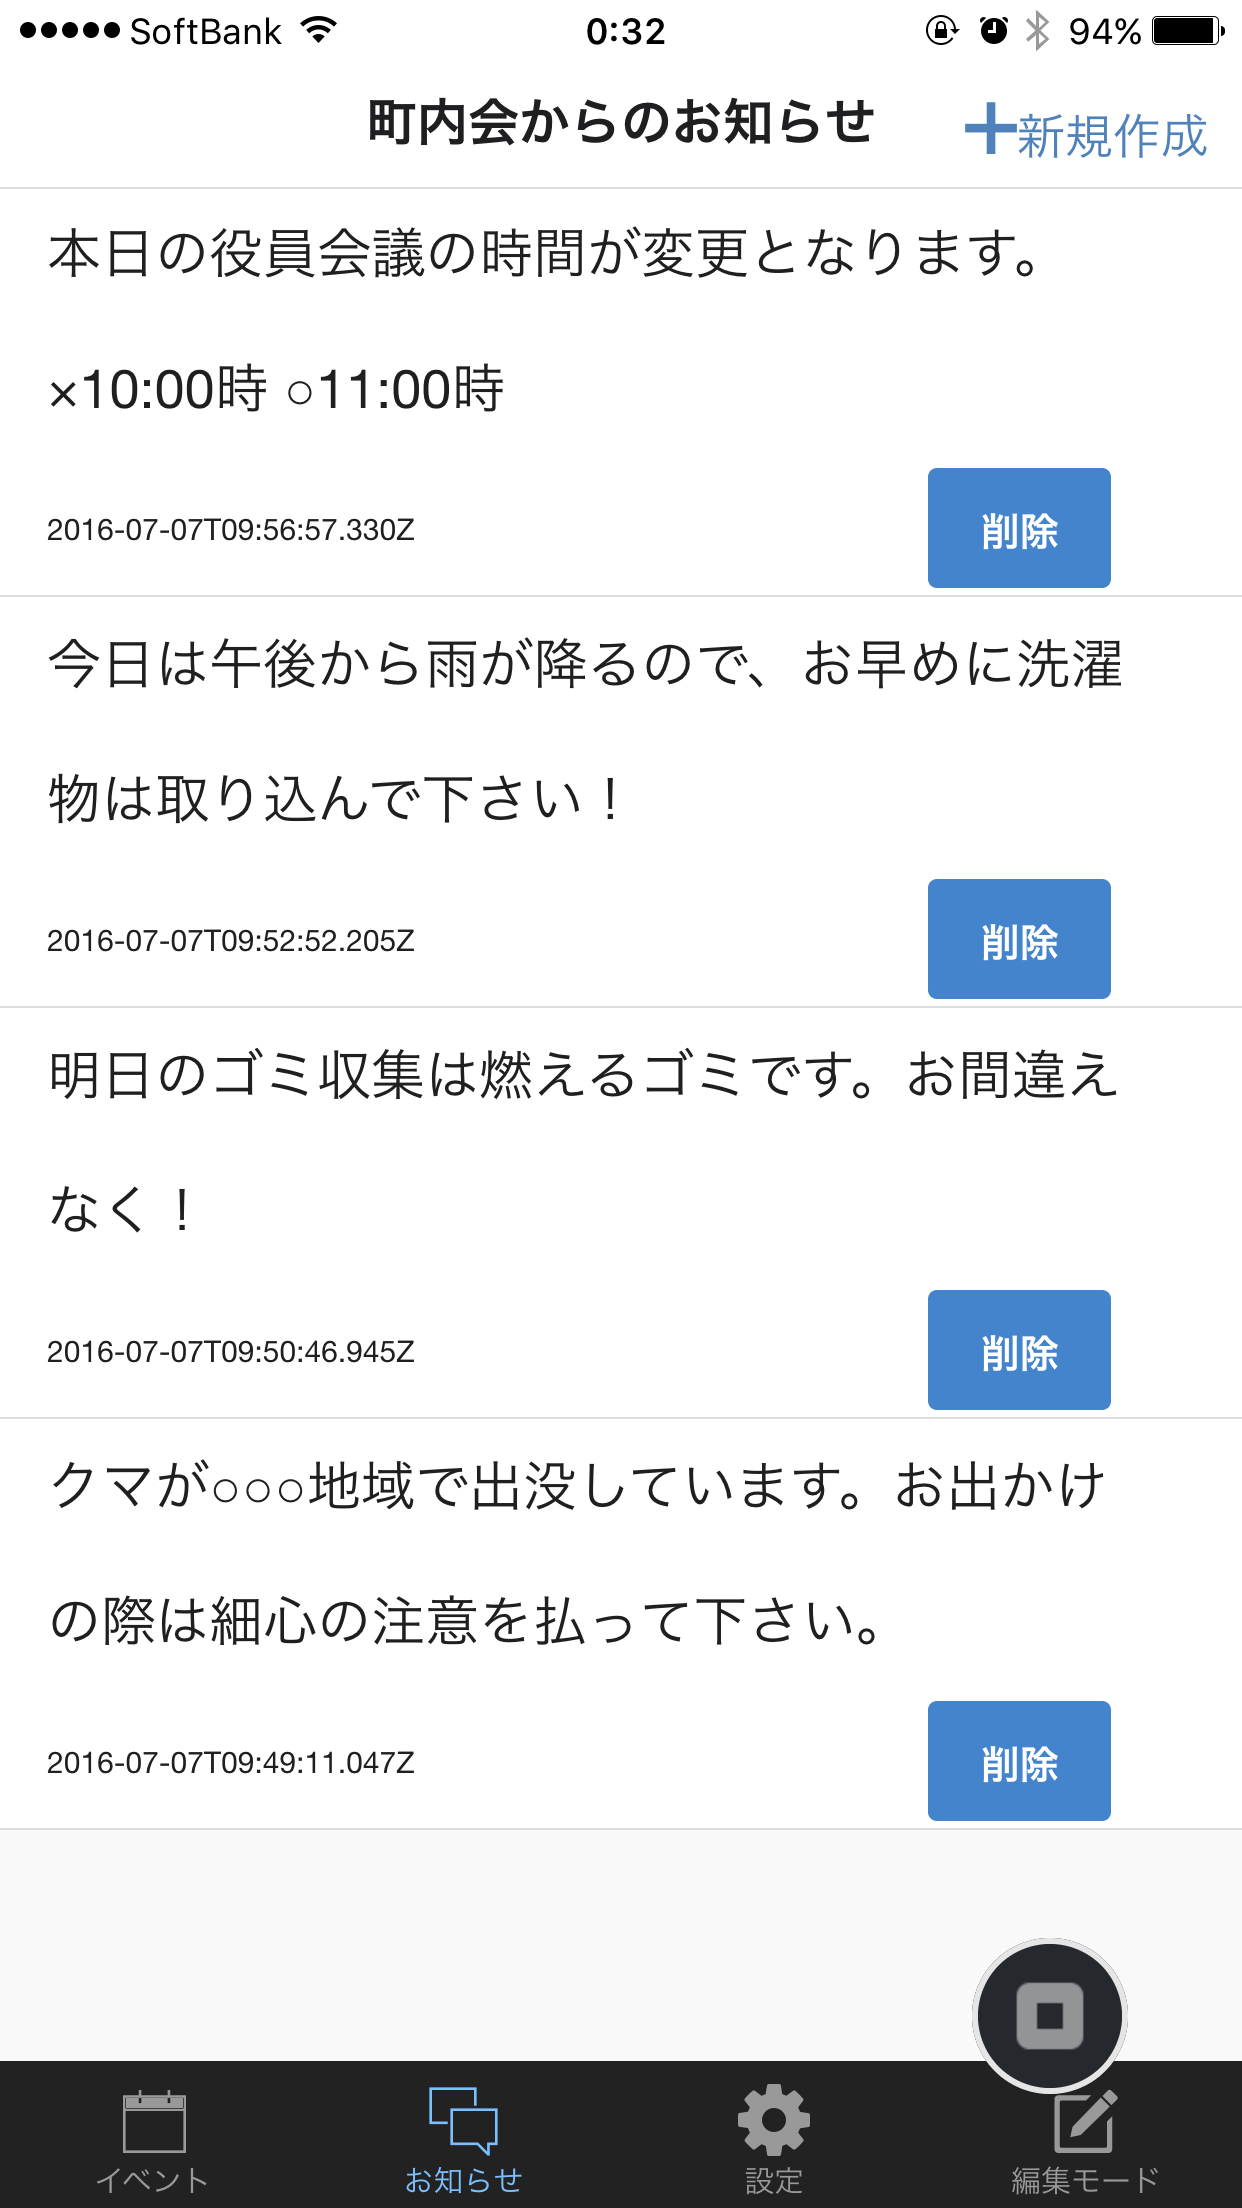 SoftBank 0:32 94%
町内会からのお知らせ
新規作成
本日の役員会議の時間が変更となります。
×10:00時 ○11:00時
2016-07-07T09:56:57.330Z
削除
今日は午後から雨が降るので、お早めに洗濯
物は取り込んで下さい！
2016-07-07T09:52:52.205Z
削除
明日のゴミ収集は燃えるゴミです。お間違え
なく！
2016-07-07T09:50:46.945Z
削除
クマが○○○地域で出没しています。お出かけ
の際は細心の注意を払って下さい。
2016-07-07T09:49:11.047Z
削除
イベント
お知らせ
設定
編集モード